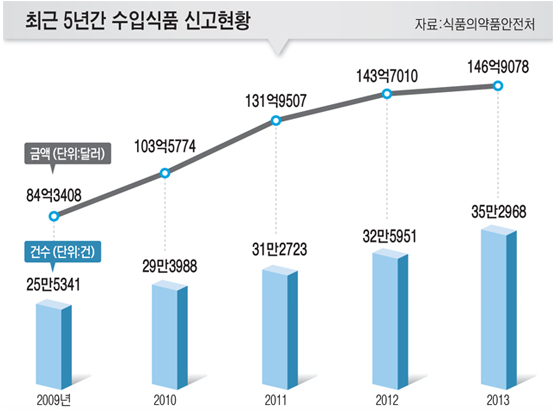 최근 5년간 수입식품 신고현황
자료:식품의약품안전처
금액 (단위:달러)
84억3408
103억5774
131억9507
143억7010
146억9078
건수 (단위:건)
25만5341
29만3988
31만2723
32만5951
35만2968
2009년
2010
2011
2012
2013